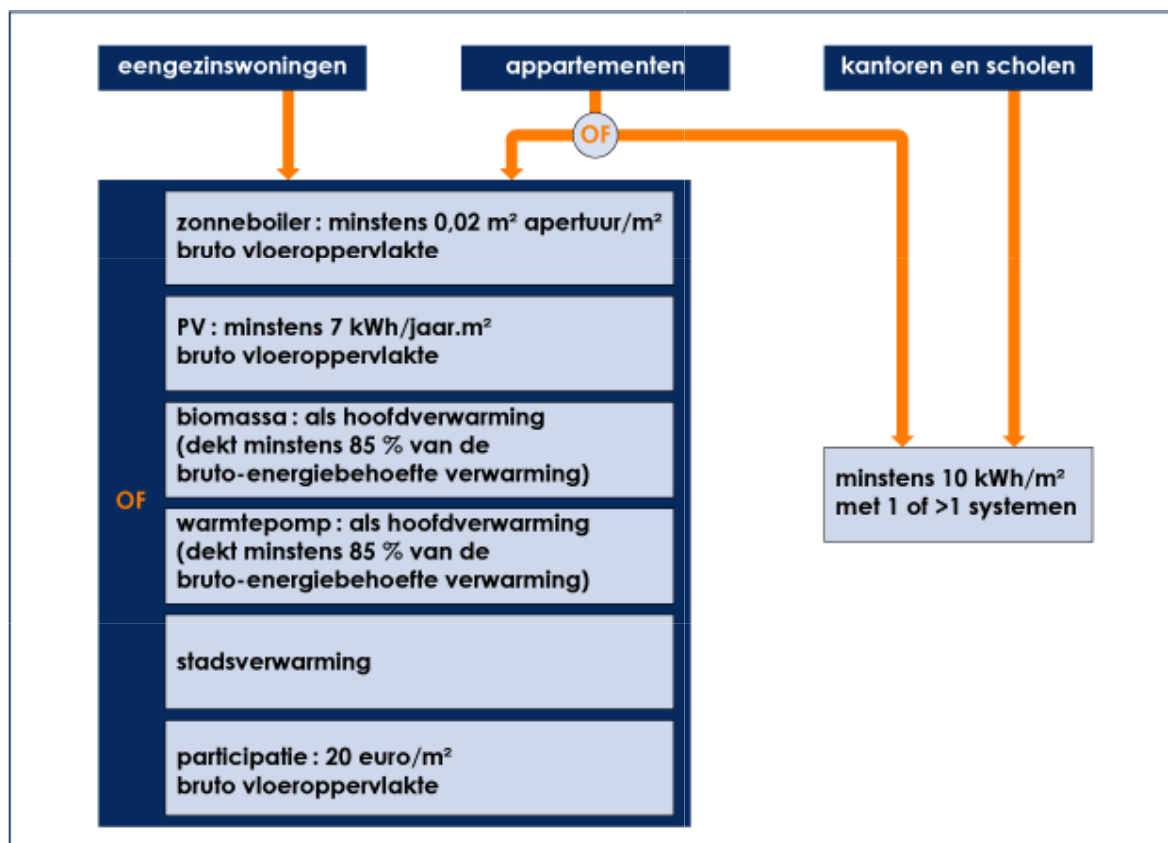 eengezinswoningen
appartementen
kantoren en scholen
OF
zonneboiler : minstens 0,02 m² apertuur/m²
bruto vloeroppervlakte
PV : minstens 7 kWh/jaar.m²
bruto vloeroppervlakte
biomassa : als hoofdverwarming
(dekt minstens 85 % van de
bruto-energiebehoefte verwarming)
OF
warmtepomp : als hoofdverwarming
(dekt minstens 85 % van de
bruto-energiebehoefte verwarming)
stadsverwarming
participatie : 20 euro/m²
bruto vloeroppervlakte
minstens 10 kWh/m²
met 1 of >1 systemen